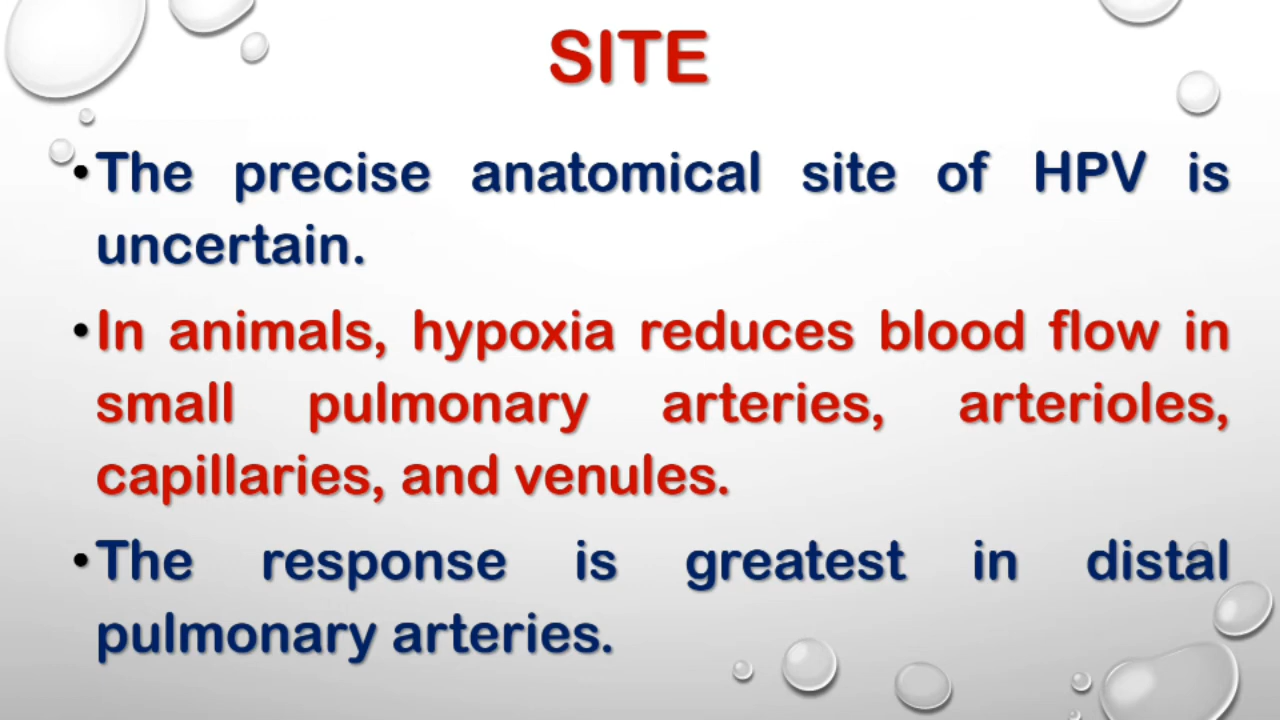 SITE
•The precise anatomical site of HPV is
uncertain.
•In animals, hypoxia reduces blood flow in
small pulmonary arteries, arterioles,
capillaries, and venules.
•The response is greatest in distal
pulmonary arteries.